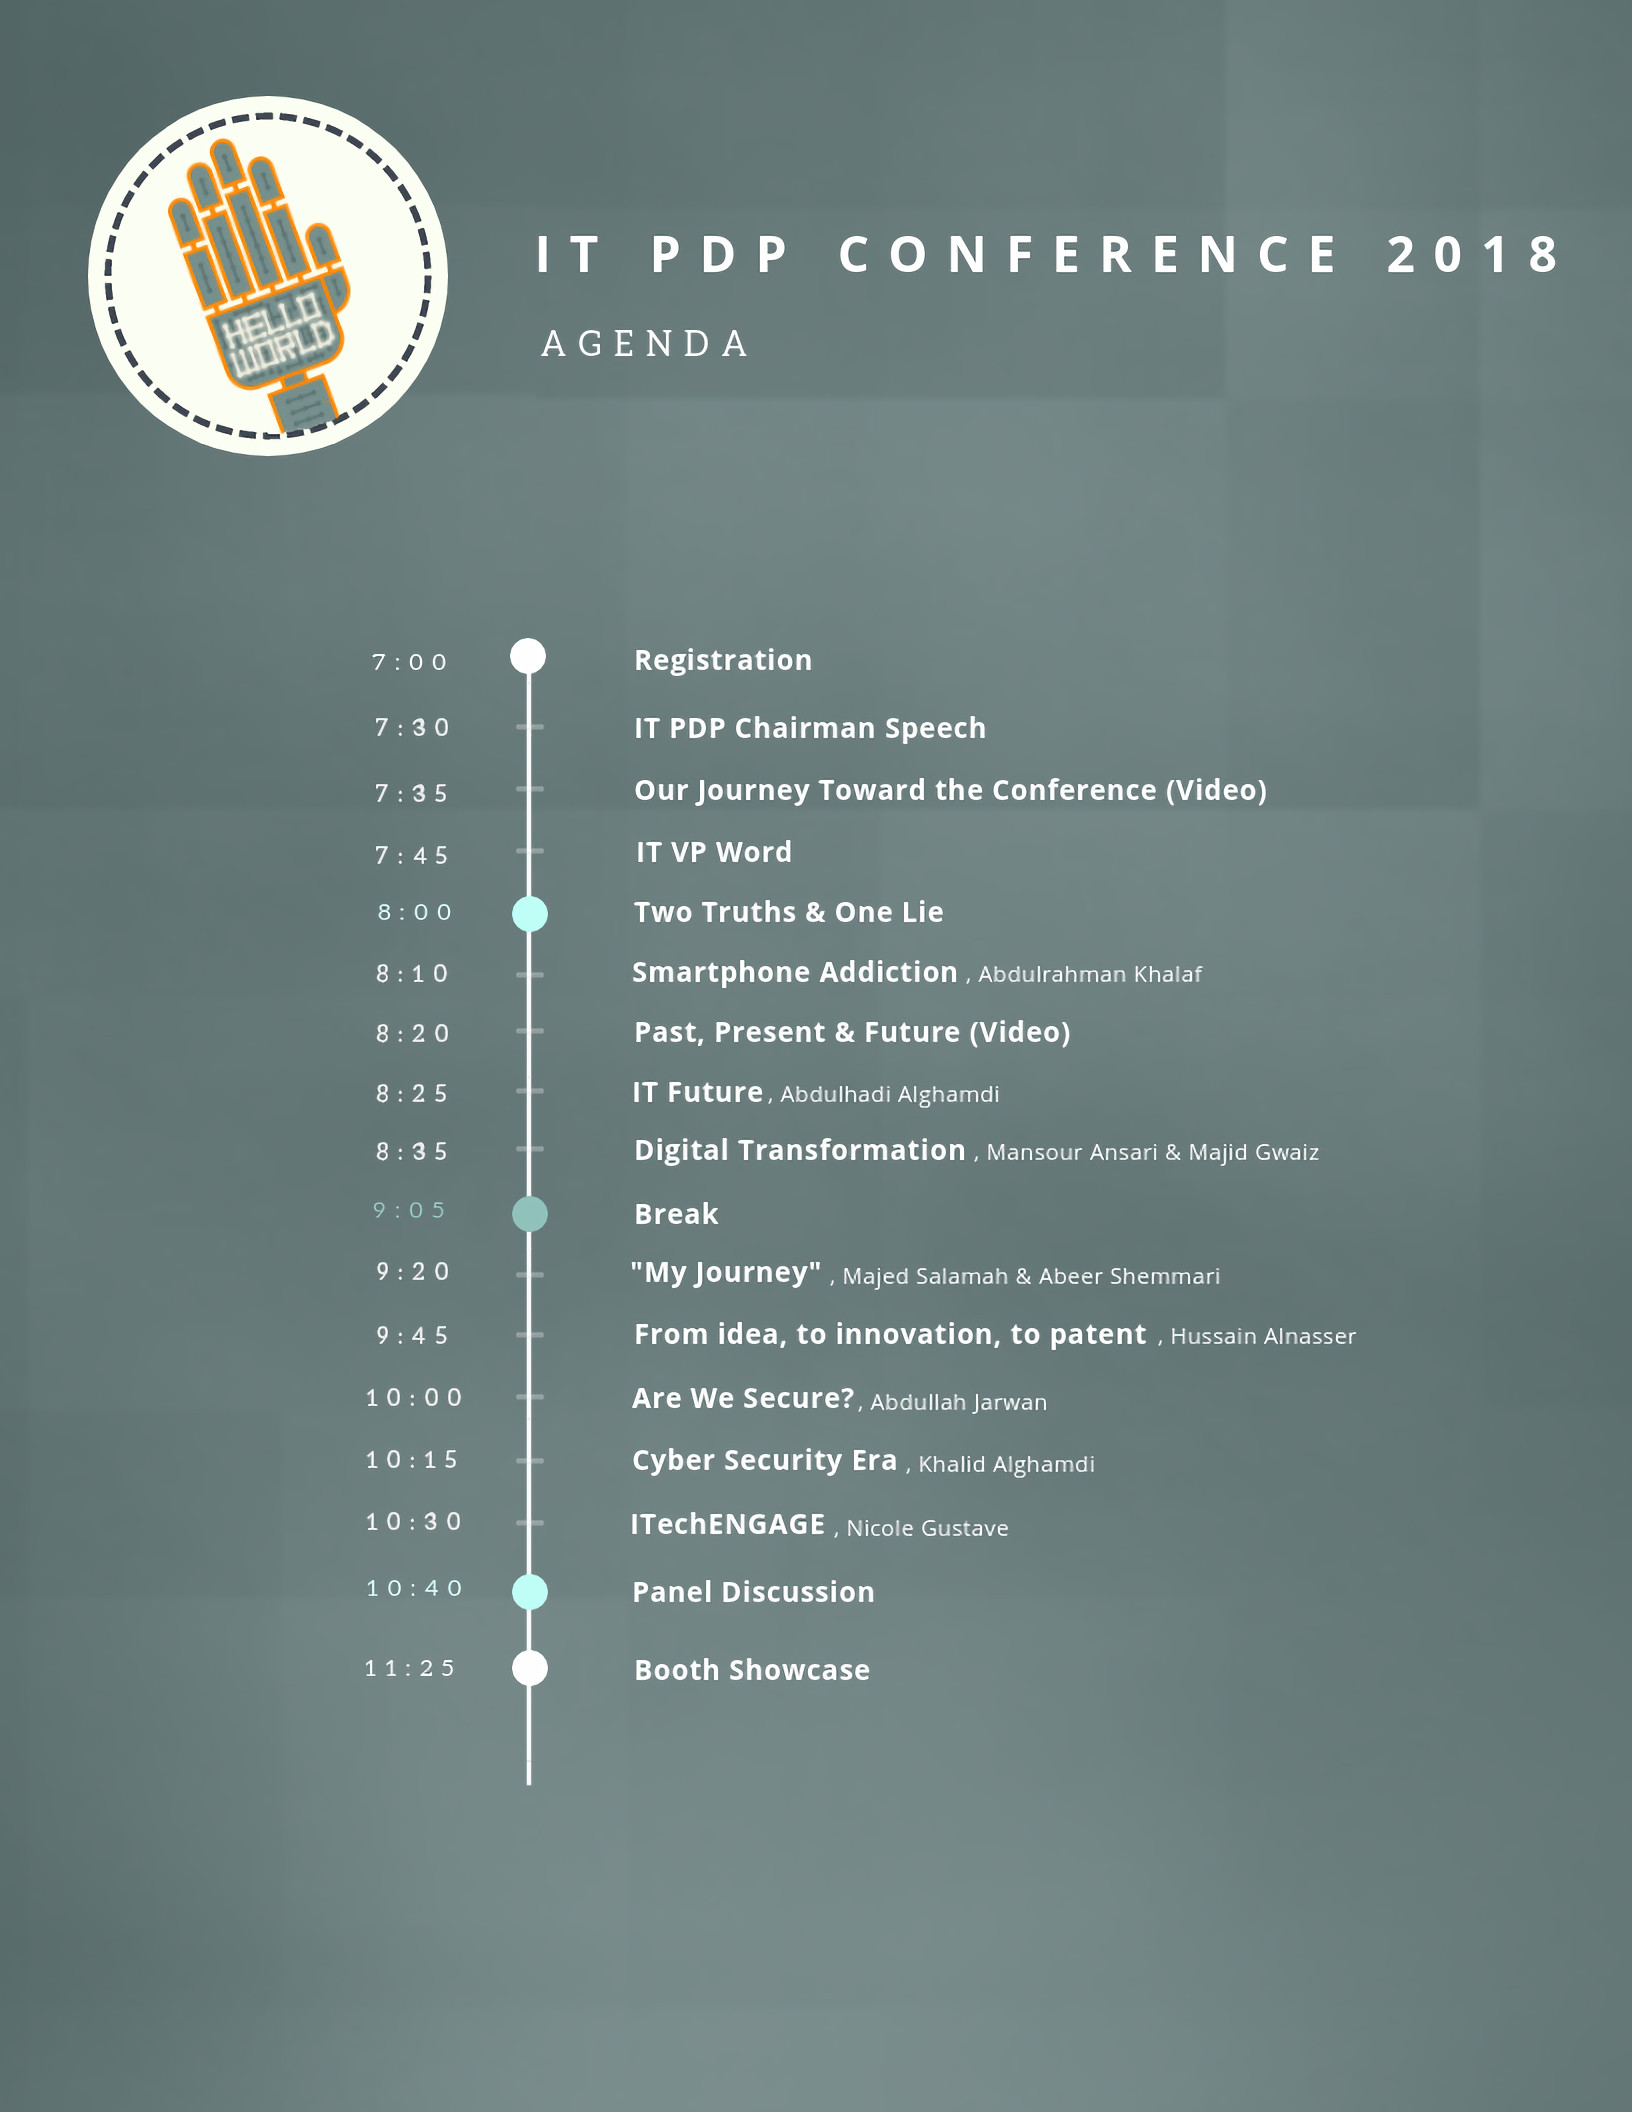 HELLO
WORLD
IT PDP CONFERENCE 2018
AGENDA
7:00 Registration
7:30 IT PDP Chairman Speech
7:35 Our Journey Toward the Conference (Video)
7:45 IT VP Word
8:00 Two Truths & One Lie
8:10 Smartphone Addiction , Abdulrahman Khalaf
8:20 Past, Present & Future (Video)
8:25 IT Future , Abdulhadi Alghamdi
8:35 Digital Transformation , Mansour Ansari & Majid Gwaiz
9:05 Break
9:20 "My Journey" , Majed Salamah & Abeer Shemmari
9:45 From idea, to innovation, to patent , Hussain Alnasser
10:00 Are We Secure? , Abdullah Jarwan
10:15 Cyber Security Era , Khalid Alghamdi
10:30 ITechENGAGE , Nicole Gustave
10:40 Panel Discussion
11:25 Booth Showcase